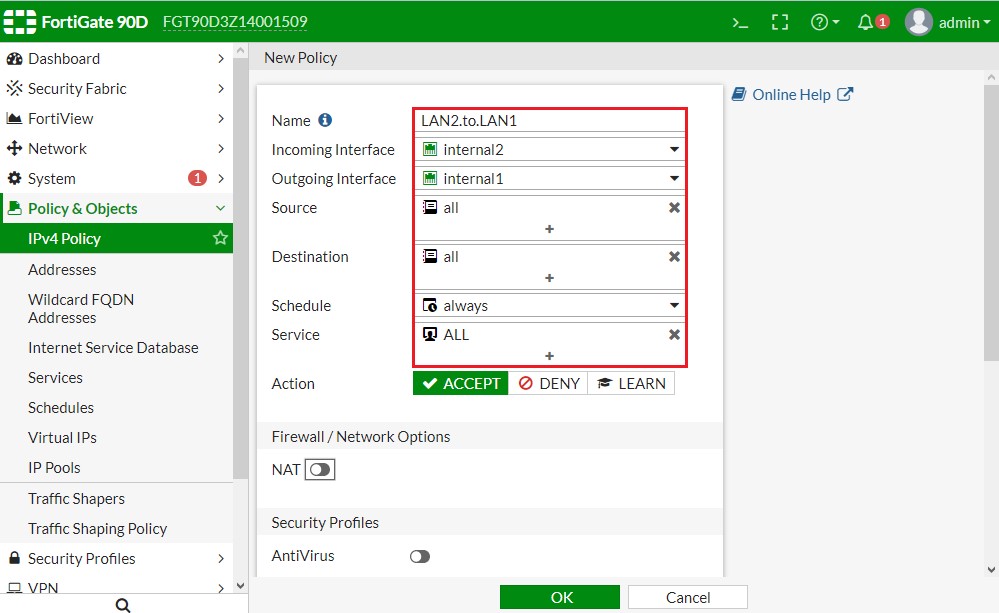 FortiGate 90D FGT90D3Z14001509
>_ ? 1 admin
Dashboard
Security Fabric
FortiView
Network
System 1
Policy & Objects
IPv4 Policy
Addresses
Wildcard FQDN
Addresses
Internet Service Database
Services
Schedules
Virtual IPs
IP Pools
Traffic Shapers
Traffic Shaping Policy
Security Profiles
VPN
New Policy
Name LAN2.to.LAN1
Incoming Interface internal2
Outgoing Interface internal1
Source all
+
Destination all
+
Schedule always
Service ALL
+
Action ACCEPT DENY LEARN
Firewall / Network Options
NAT
Security Profiles
AntiVirus
OK Cancel
Online Help